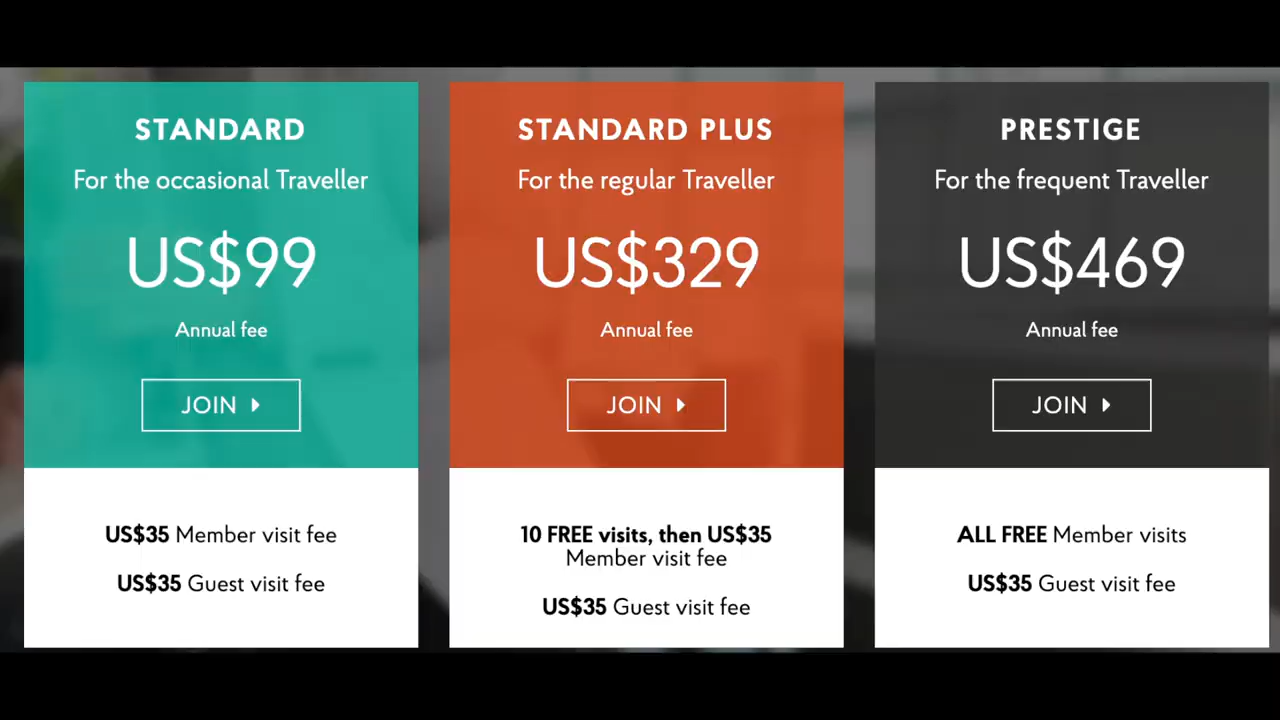 STANDARD
For the occasional Traveller
US$99
Annual fee
JOIN
US$35 Member visit fee
US$35 Guest visit fee
STANDARD PLUS
For the regular Traveller
US$329
Annual fee
JOIN
10 FREE visits, then US$35
Member visit fee
US$35 Guest visit fee
PRESTIGE
For the frequent Traveller
US$469
Annual fee
JOIN
ALL FREE Member visits
US$35 Guest visit fee